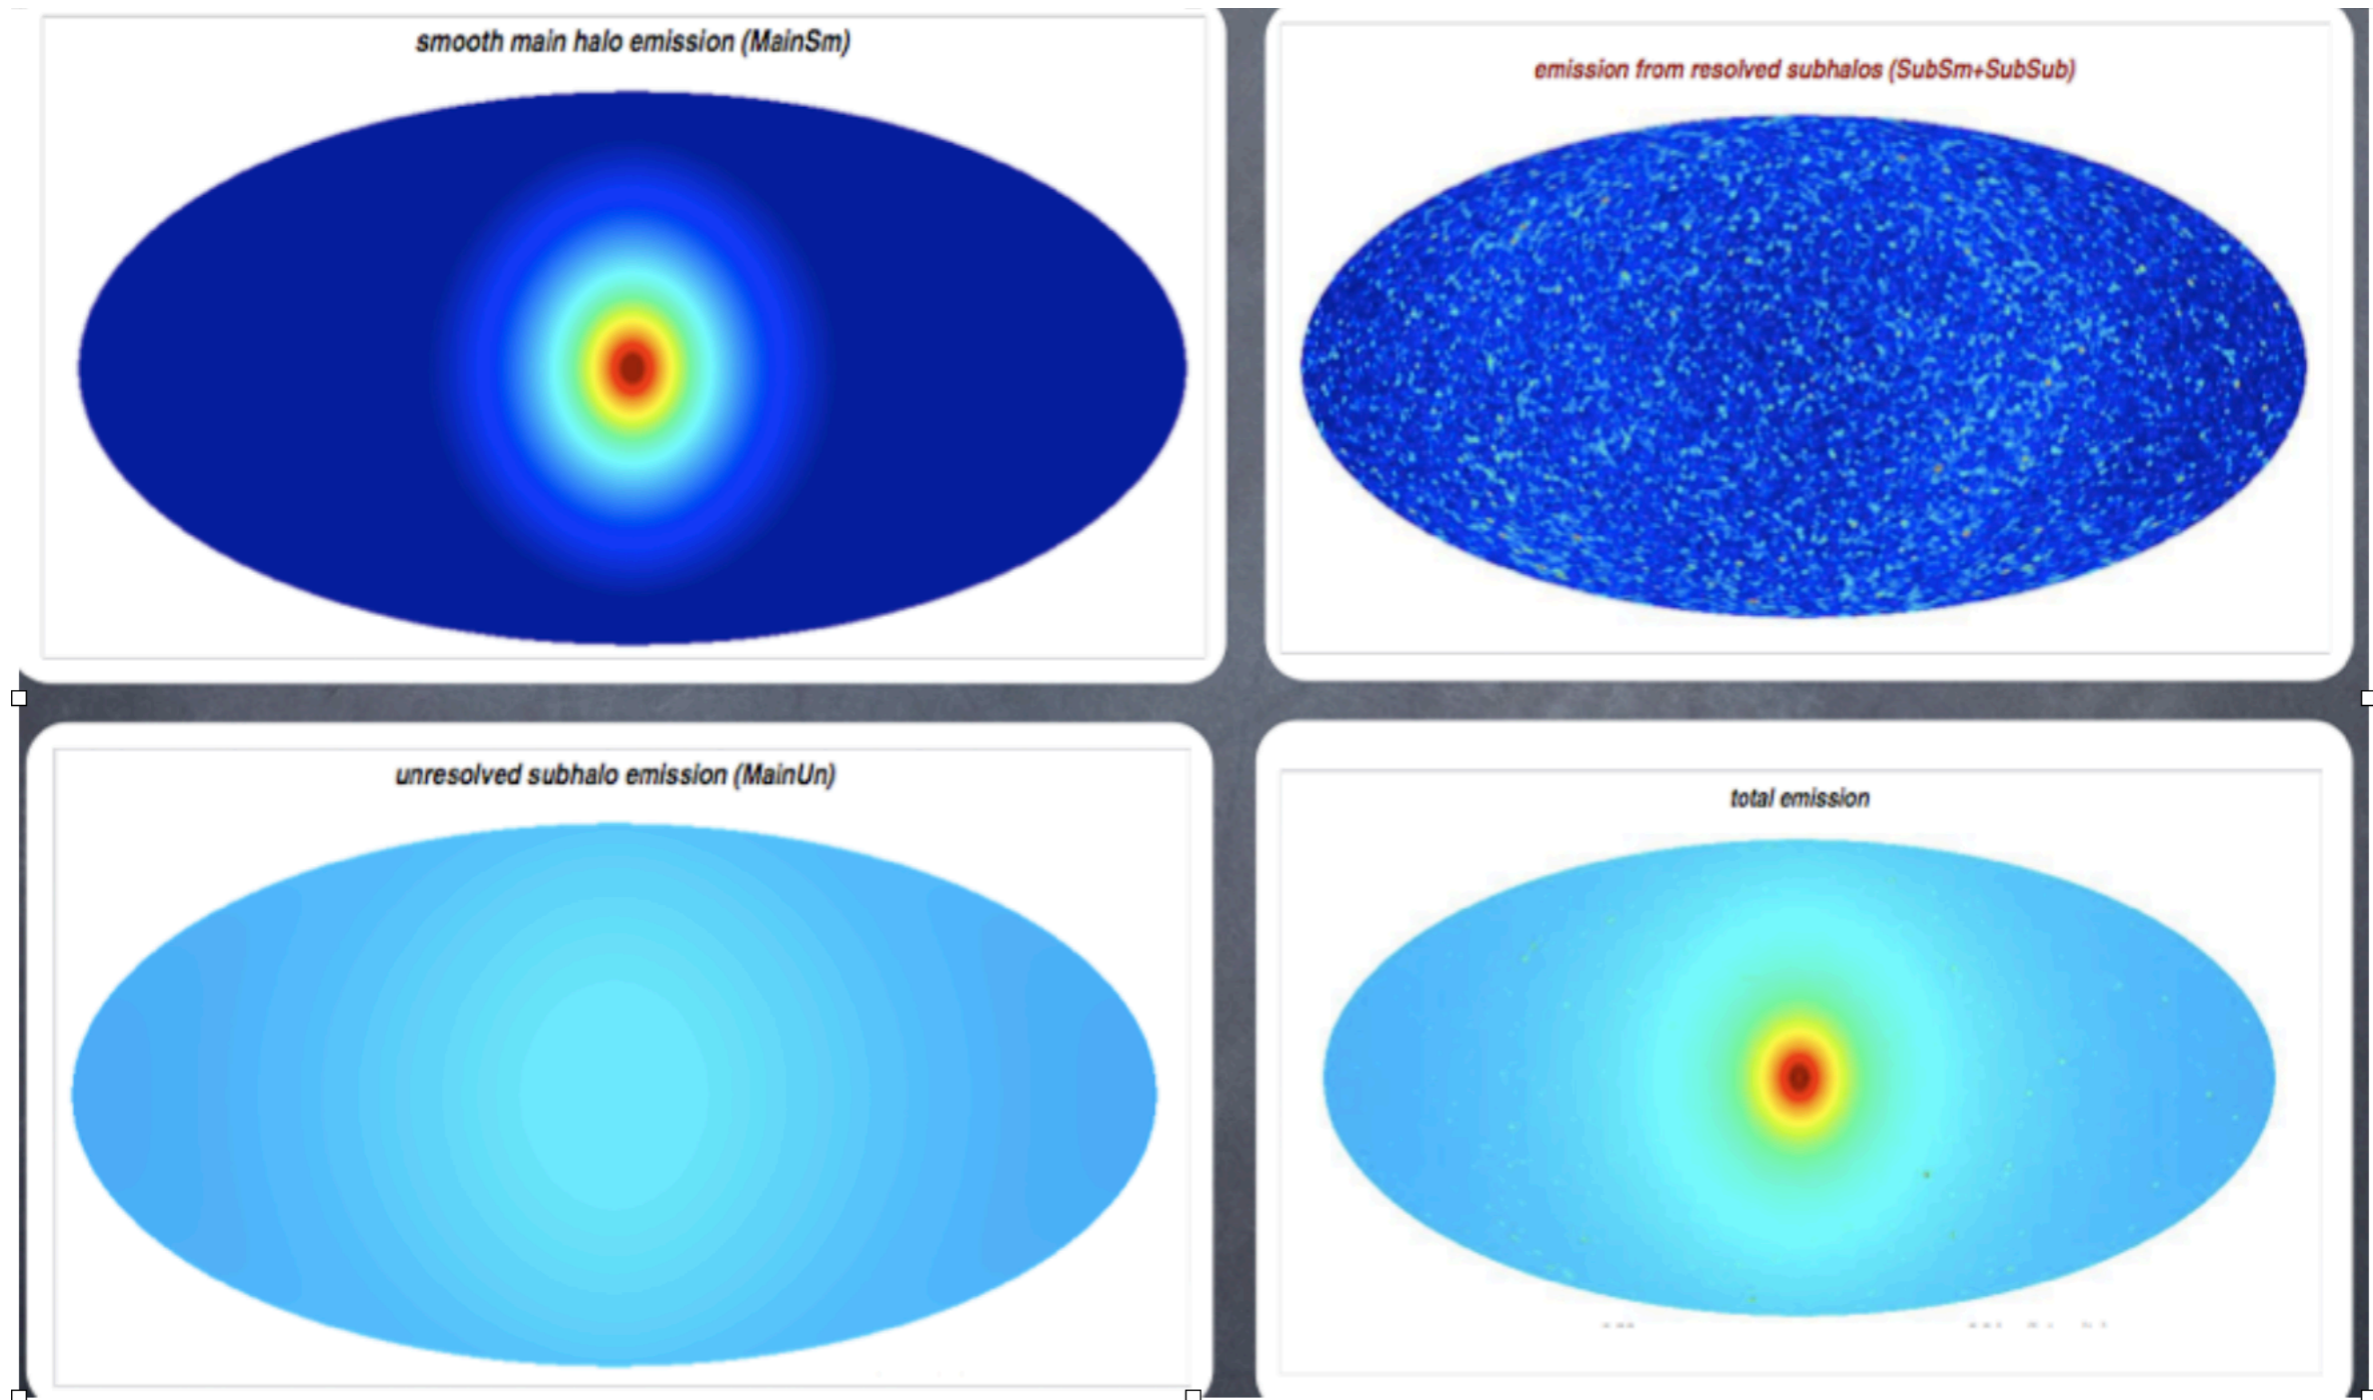 smooth main halo emission (MainSm)
emission from resolved subhalos (SubSm+SubSub)
unresolved subhalo emission (MainUn)
total emission